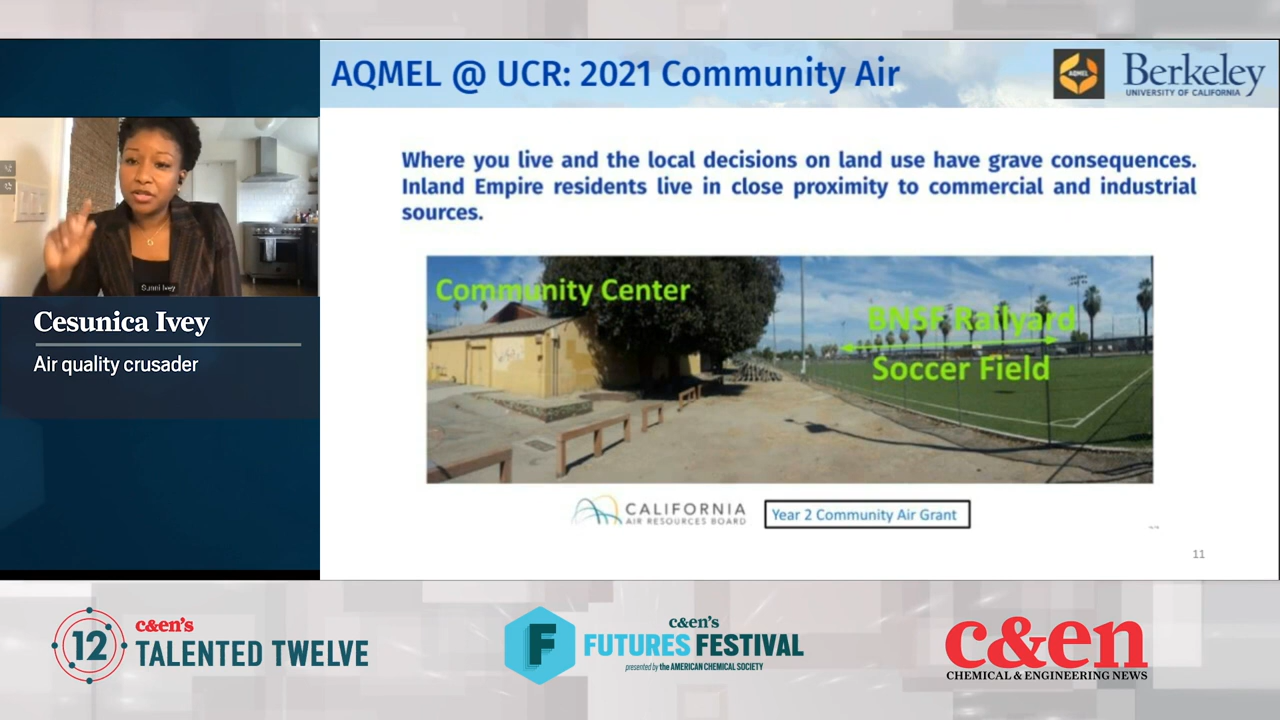 AQMEL @ UCR: 2021 Community Air
AQMEL
Berkeley
UNIVERSITY OF CALIFORNIA
Where you live and the local decisions on land use have grave consequences.
Inland Empire residents live in close proximity to commercial and industrial
sources.
Community Center
BNSF Railyard
Soccer Field
CALIFORNIA
AIR RESOURCES BOARD
Year 2 Community Air Grant
11
Sunni Ivey
Cesunica Ivey
Air quality crusader
12
c&en's
TALENTED TWELVE
F
c&en's
FUTURES FESTIVAL
presented by the AMERICAN CHEMICAL SOCIETY
c&en
CHEMICAL & ENGINEERING NEWS